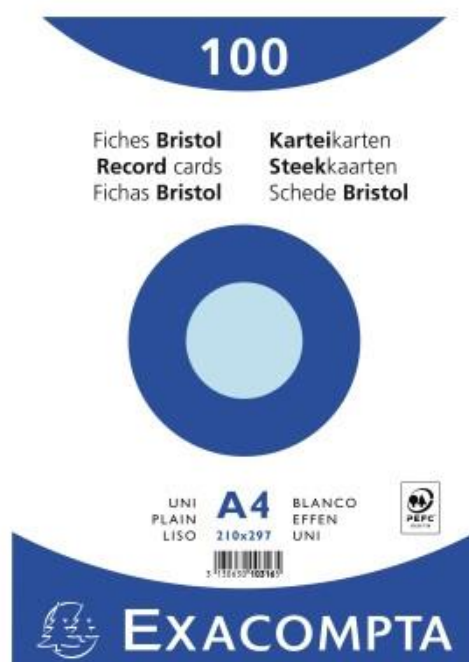 100
Fiches Bristol
Record cards
Fichas Bristol
Karteikarten
Steekkaarten
Schede Bristol
UNI
PLAIN
LISO
A4
210x297
BLANCO
EFFEN
UNI
PEFC
EXACOMPTA